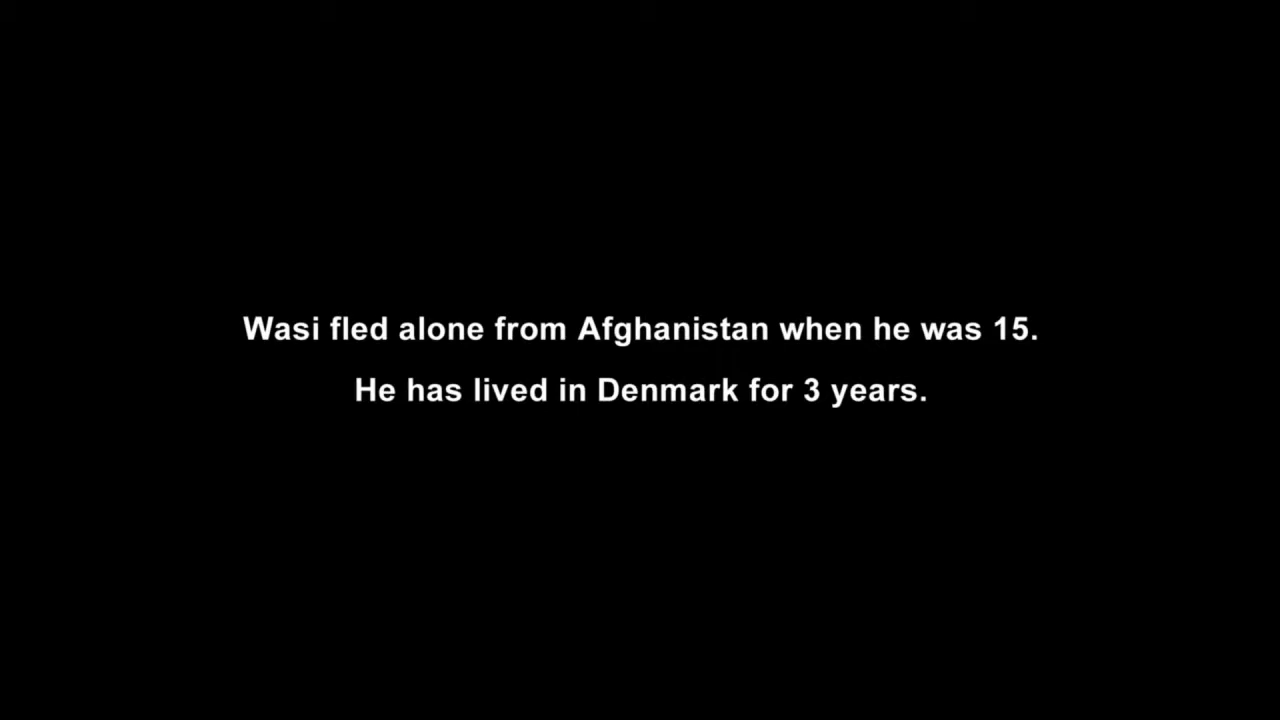 Wasi fled alone from Afghanistan when he was 15.
He has lived in Denmark for 3 years.